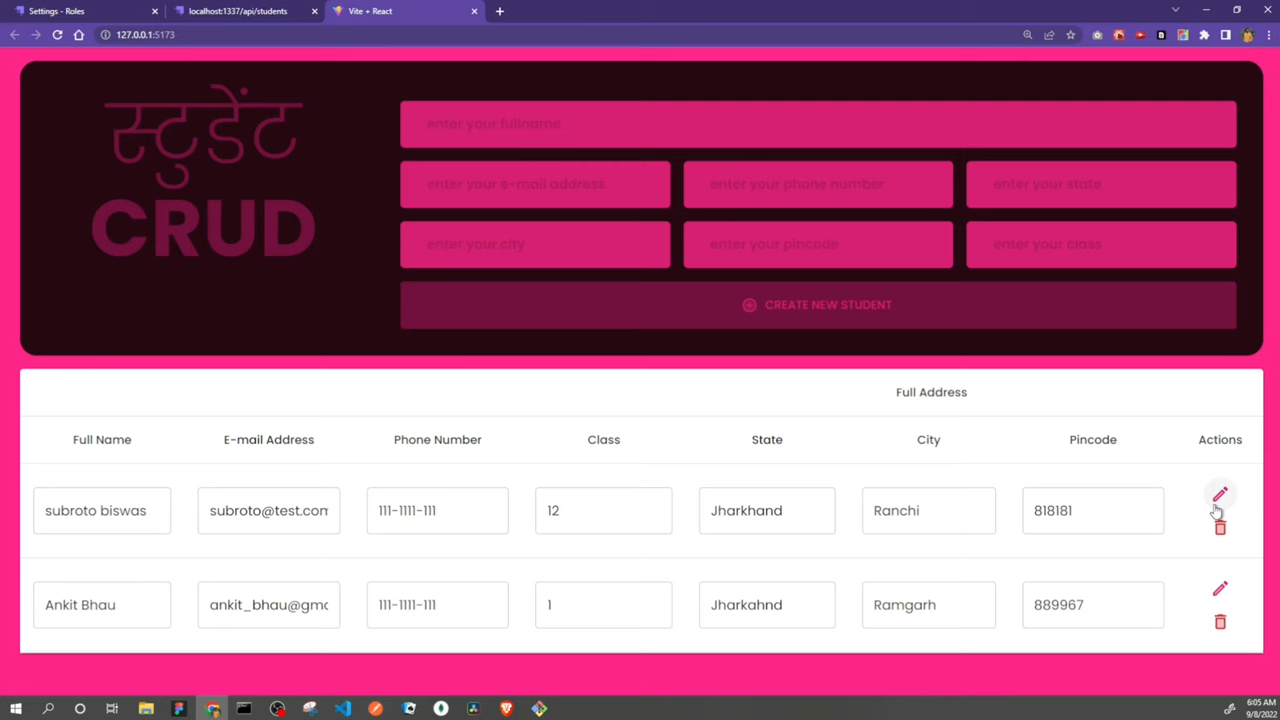 Settings - Roles
localhost:1337/api/students
Vite + React
127.0.0.1:5173
स्टुडेंट
CRUD
enter your fullname
enter your e-mail address
enter your phone number
enter your state
enter your city
enter your pincode
enter your class
CREATE NEW STUDENT
Full Address
Full Name
E-mail Address
Phone Number
Class
State
City
Pincode
Actions
subroto biswas
subroto@test.com
111-1111-111
12
Jharkhand
Ranchi
818181
Ankit Bhau
ankit_bhau@gmc
111-1111-111
1
Jharkahnd
Ramgarh
889967
6:05 AM
9/8/2022